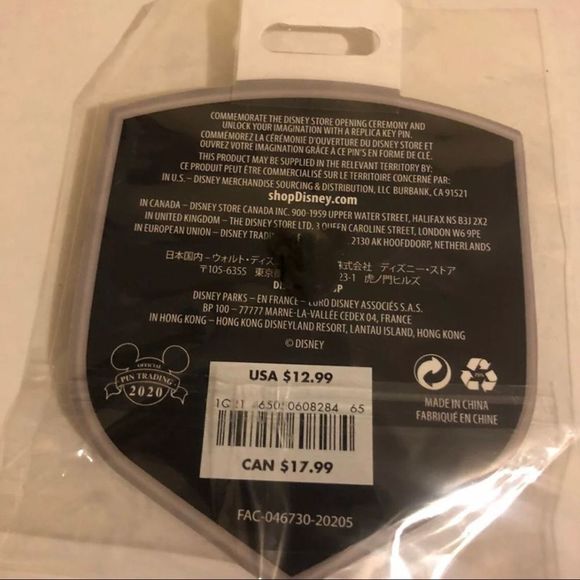 COMMEMORATE THE DISNEY STORE OPENING CEREMONY AND
UNLOCK YOUR IMAGINATION WITH A REPLICA KEY PIN.
COMMEMOREZ LA CÉRÉMONIE D'OUVERTURE DU DISNEY STORE ET
OUVREZ VOTRE IMAGINATION GRÂCE À CE PIN'S EN FORME DE CLÉ.
THIS PRODUCT MAY BE SUPPLIED IN THE RELEVANT TERRITORY BY:
CE PRODUIT PEUT ÊTRE COMMERCIALISÉ SUR LE TERRITOIRE CONCERNÉ PAR:
IN U.S. – DISNEY MERCHANDISE SOURCING & DISTRIBUTION, LLC BURBANK, CA 91521
shopDisney.com
IN CANADA – DISNEY STORE CANADA INC. 900-1959 UPPER WATER STREET, HALIFAX NS B3J 2X2
IN UNITED KINGDOM – THE DISNEY STORE LTD. 3 QUEEN CAROLINE STREET, LONDON W6 9PE
IN EUROPEAN UNION – DISNEY 2130 AK HOOFDDORP, NETHERLANDS
日本国内 – ウォルト・ディズ 株式会社 ディズニー・ストア
〒105-6355 東京都 23-1 虎ノ門ヒルズ
DISNEY PARKS – EN FRANCE – EURO DISNEY ASSOCIÉS S.A.S.
BP 100 – 77777 MARNE-LA-VALLÉE CEDEX 04, FRANCE
IN HONG KONG – HONG KONG DISNEYLAND RESORT, LANTAU ISLAND, HONG KONG
© DISNEY
OFFICIAL
PIN TRADING
2020
USA $12.99
0608284 65
CAN $17.99
MADE IN CHINA
FABRIQUÉ EN CHINE
FAC-046730-20205